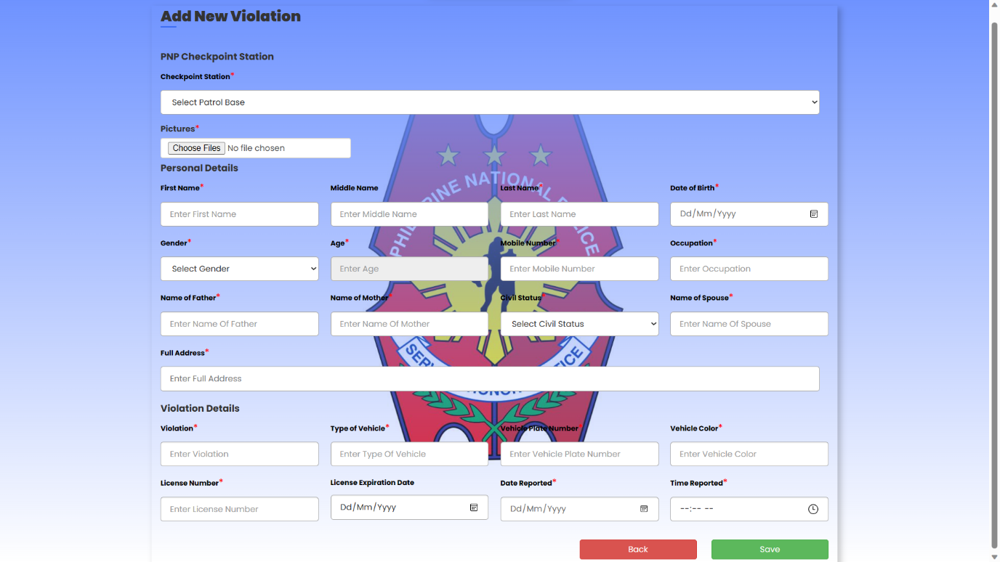 Add New Violation
PNP Checkpoint Station
Checkpoint Station*
Select Patrol Base
Pictures*
Choose Files No file chosen
Personal Details
First Name* Middle Name Last Name* Date of Birth*
Enter First Name Enter Middle Name Enter Last Name Dd/Mm/Yyyy
Gender* Age* Mobile Number* Occupation*
Select Gender Enter Age Enter Mobile Number Enter Occupation
Name of Father* Name of Mother* Civil Status* Name of Spouse*
Enter Name Of Father Enter Name Of Mother Select Civil Status Enter Name Of Spouse
Full Address*
Enter Full Address
Violation Details
Violation* Type of Vehicle* Vehicle Plate Number* Vehicle Color*
Enter Violation Enter Type Of Vehicle Enter Vehicle Plate Number Enter Vehicle Color
License Number* License Expiration Date Date Reported* Time Reported*
Enter License Number Dd/Mm/Yyyy Dd/Mm/Yyyy --:-- --
Back Save
NATIONAL